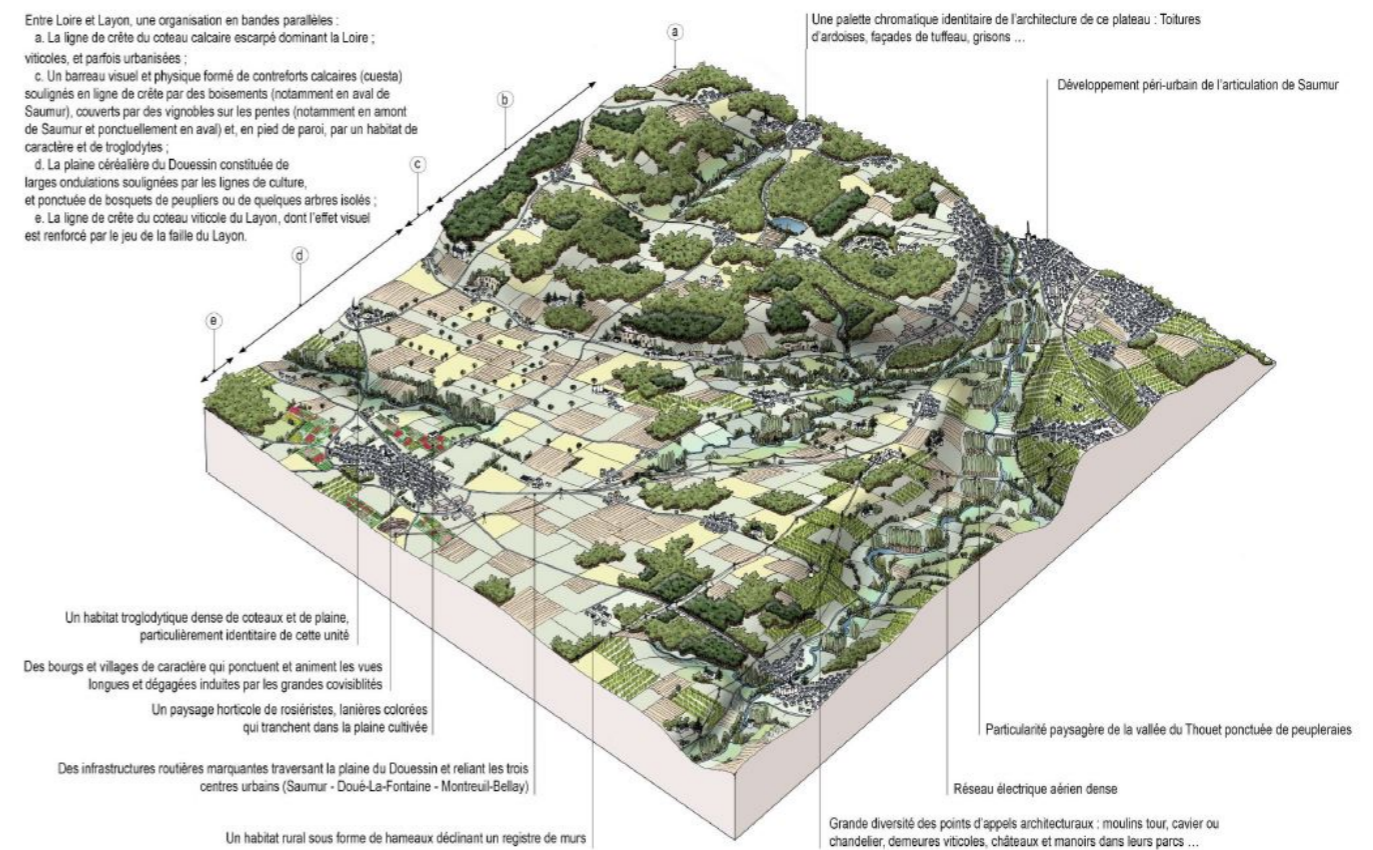 Entre Loire et Layon, une organisation en bandes parallèles :
a. La ligne de crête du coteau calcaire escarpé dominant la Loire ;
viticoles, et parfois urbanisées ;
c. Un barreau visuel et physique formé de contreforts calcaires (cuesta)
soulignés en ligne de crête par des boisements (notamment en aval de
Saumur), couverts par des vignobles sur les pentes (notamment en amont
de Saumur et ponctuellement en aval) et, en pied de paroi, par un habitat de
caractère et de troglodytes ;
d. La plaine céréalière du Douessin constituée de
larges ondulations soulignées par les lignes de culture,
et ponctuée de bosquets de peupliers ou de quelques arbres isolés ;
e. La ligne de crête du coteau viticole du Layon, dont l'effet visuel
est renforcé par le jeu de la faille du Layon.
a
b
c
d
e
Une palette chromatique identitaire de l'architecture de ce plateau : Toitures
d'ardoises, façades de tuffeau, grisons ...
Développement péri-urbain de l'articulation de Saumur
Un habitat troglodytique dense de coteaux et de plaine,
particulièrement identitaire de cette unité
Des bourgs et villages de caractère qui ponctuent et animent les vues
longues et dégagées induites par les grandes covisiblités
Un paysage horticole de rosiéristes, lanières colorées
qui tranchent dans la plaine cultivée
Des infrastructures routières marquantes traversant la plaine du Douessin et reliant les trois
centres urbains (Saumur - Doué-La-Fontaine - Montreuil-Bellay)
Un habitat rural sous forme de hameaux déclinant un registre de murs
Particularité paysagère de la vallée du Thouet ponctuée de peupleraies
Réseau électrique aérien dense
Grande diversité des points d'appels architecturaux : moulins tour, cavier ou
chandelier, demeures viticoles, châteaux et manoirs dans leurs parcs ...